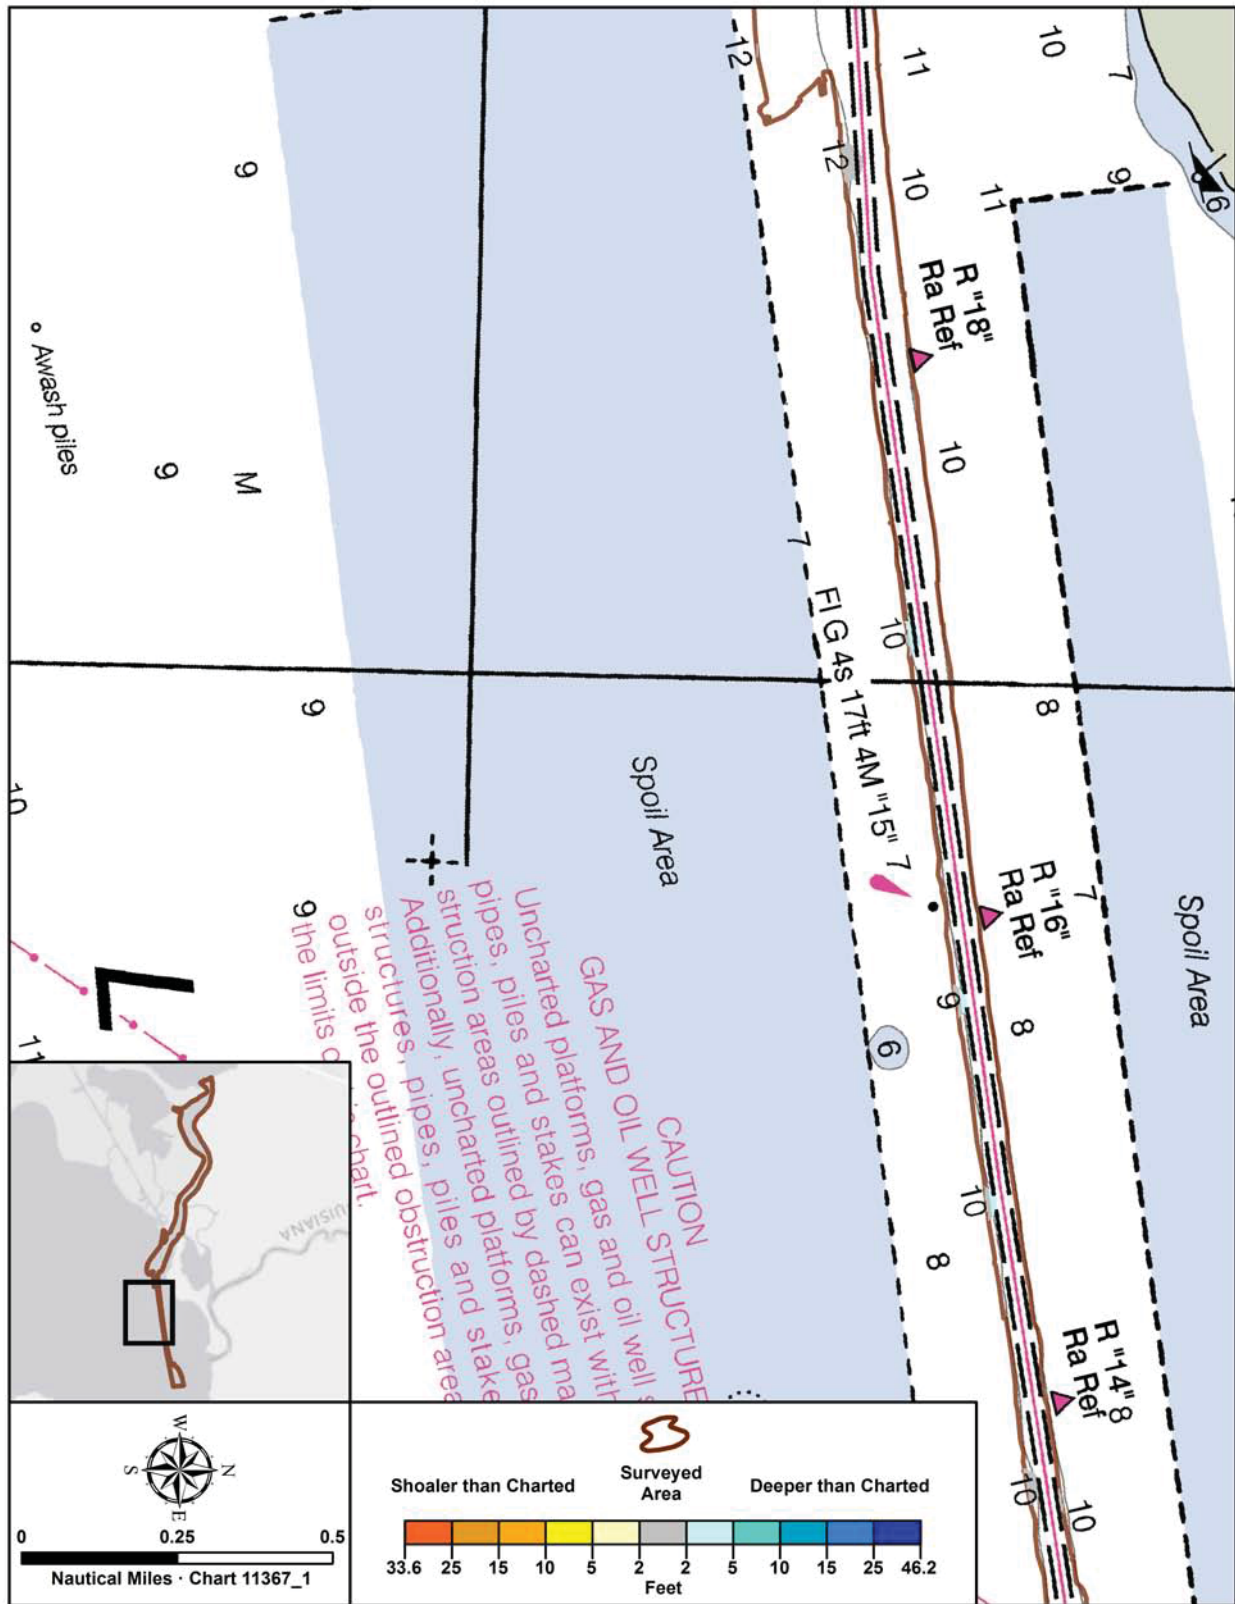 12
11
10
7
9
12
10
11
9
6
R "18"
Ra Ref
Awash piles
9
M
10
7
Fl G 4s 17ft 4M "15"
10
8
9
10
Spoil Area
7
R "16"
Ra Ref
7
Spoil Area
9
8
6
11
CAUTION
GAS AND OIL WELL STRUCTURE
Uncharted platforms, gas and oil well s
pipes, piles and stakes can exist with
struction areas outlined by dashed ma
Additionally, uncharted platforms, gas
structures, pipes, piles and stake
outside the outlined obstruction area
9 the limits chart.
10
8
R "14"
Ra Ref
8
10
10
UISIANA
W
N
S
E
0 0.25 0.5
Nautical Miles · Chart 11367_1
Shoaler than Charted
Surveyed
Area
Deeper than Charted
33.6 25 15 10 5 2 2 5 10 15 25 46.2
Feet